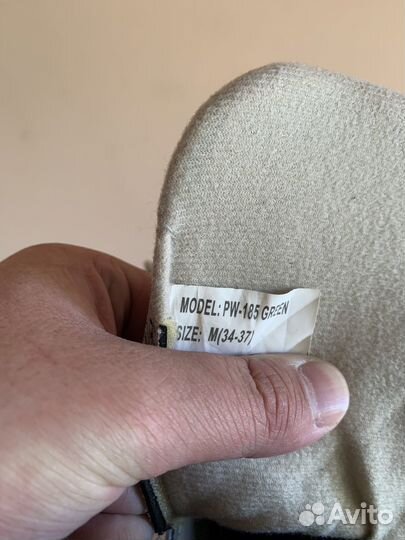 MODEL: PW-185 GREEN
SIZE: M(34-37)
Avito